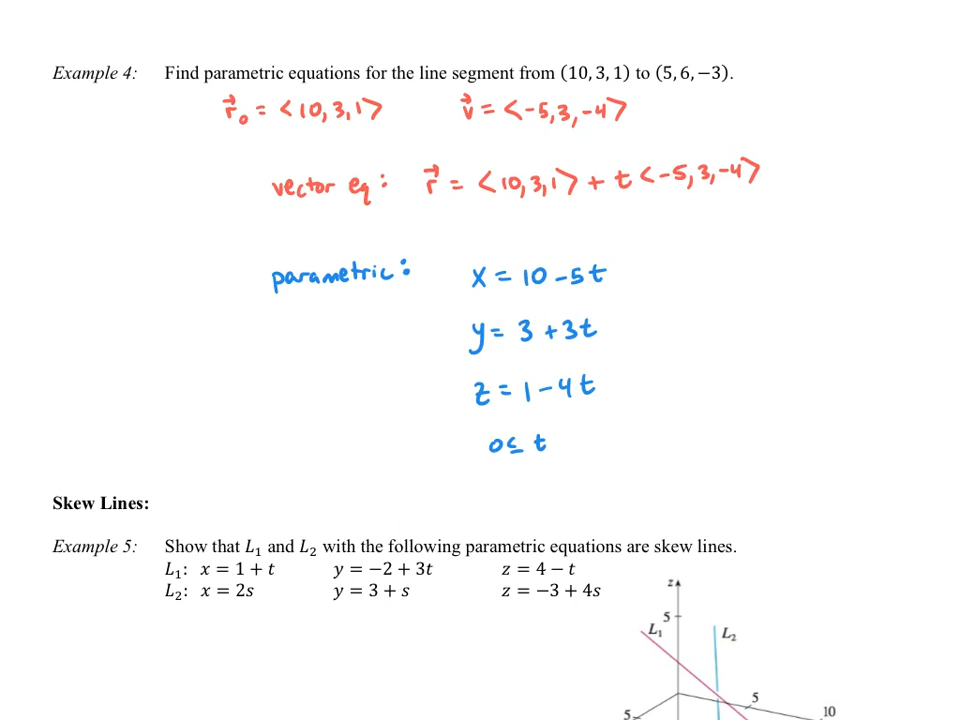 Example 4: Find parametric equations for the line segment from (10, 3, 1) to (5, 6, −3).
r⃗₀ = <10, 3, 1> v⃗ = <-5, 3, -4>
vector eq: r⃗ = <10, 3, 1> + t <-5, 3, -4>
parametric: x = 10 - 5t
y = 3 + 3t
z = 1 - 4t
0 ≤ t
Skew Lines:
Example 5: Show that L₁ and L₂ with the following parametric equations are skew lines.
L₁: x = 1 + t y = −2 + 3t z = 4 − t
L₂: x = 2s y = 3 + s z = −3 + 4s
z
5
L₁ L₂
5
5 10